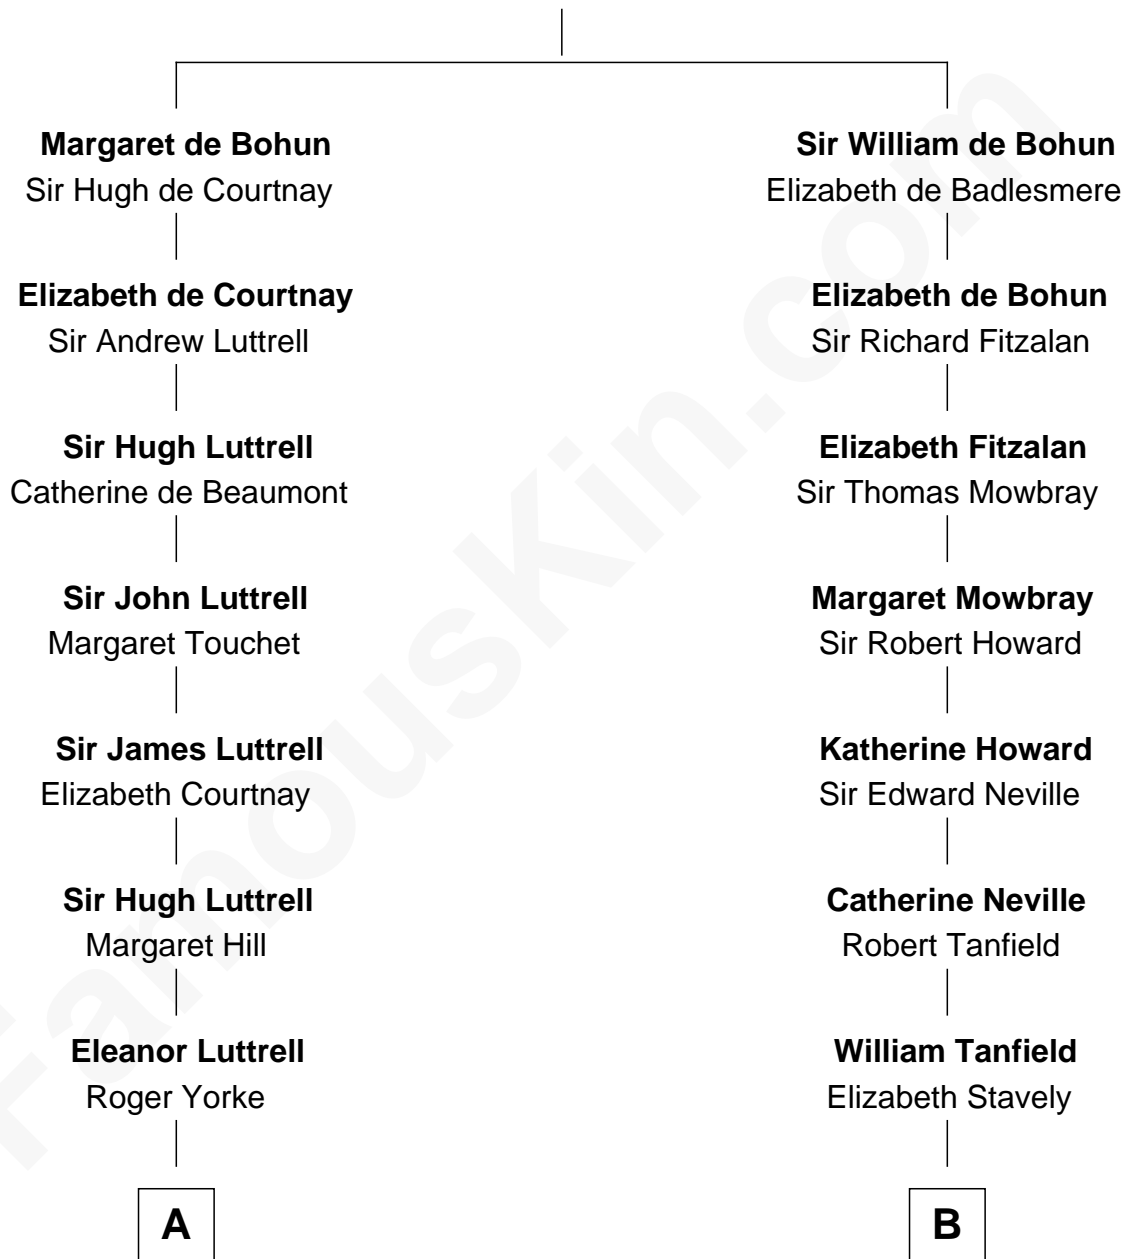 Margaret de Bohun
Sir Hugh de Courtnay
Elizabeth de Courtnay
Sir Andrew Luttrell
Sir Hugh Luttrell
Catherine de Beaumont
Sir John Luttrell
Margaret Touchet
Sir James Luttrell
Elizabeth Courtnay
Sir Hugh Luttrell
Margaret Hill
Eleanor Luttrell
Roger Yorke
A
Sir William de Bohun
Elizabeth de Badlesmere
Elizabeth de Bohun
Sir Richard Fitzalan
Elizabeth Fitzalan
Sir Thomas Mowbray
Margaret Mowbray
Sir Robert Howard
Katherine Howard
Sir Edward Neville
Catherine Neville
Robert Tanfield
William Tanfield
Elizabeth Stavely
B
FamousKin.com